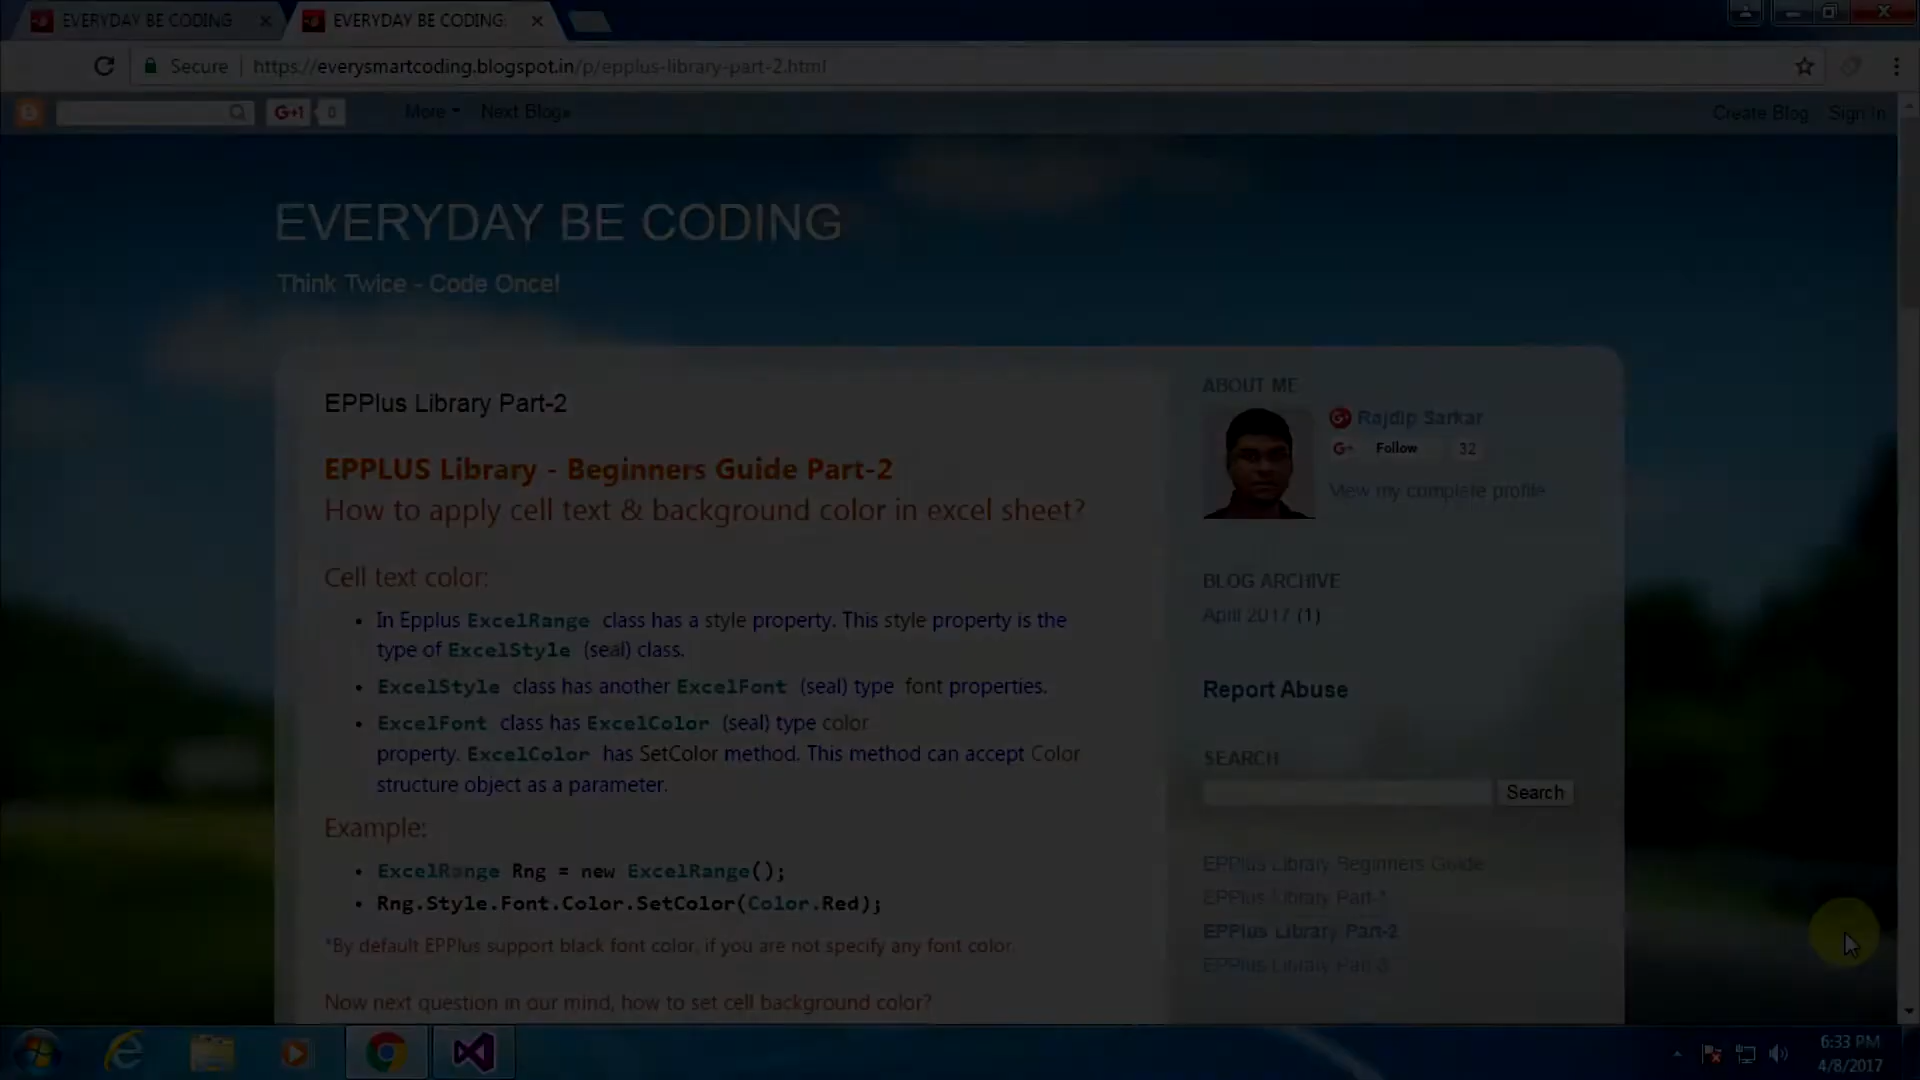 EVERYDAY BE CODING
EVERYDAY BE CODING
Secure
https://everysmartcoding.blogspot.in/p/epplus-library-part-2.html
G+1 0
More
Next Blog»
Create Blog
Sign In
EVERYDAY BE CODING
Think Twice - Code Once!
EPPlus Library Part-2
EPPLUS Library - Beginners Guide Part-2
How to apply cell text & background color in excel sheet?
Cell text color:
• In Epplus ExcelRange class has a style property. This style property is the
type of ExcelStyle (seal) class.
• ExcelStyle class has another ExcelFont (seal) type font properties.
• ExcelFont class has ExcelColor (seal) type color
property. ExcelColor has SetColor method. This method can accept Color
structure object as a parameter.
Example:
• ExcelRange Rng = new ExcelRange();
• Rng.Style.Font.Color.SetColor(Color.Red);
*By default EPPlus support black font color, if you are not specify any font color.
Now next question in our mind, how to set cell background color?
ABOUT ME
Rajdip Sarkar
G+ Follow 32
View my complete profile
BLOG ARCHIVE
April 2017 (1)
Report Abuse
SEARCH
Search
EPPlus Library Beginners Guide
EPPlus Library Part-1
EPPlus Library Part-2
EPPlus Library Part-3
6:33 PM
4/8/2017